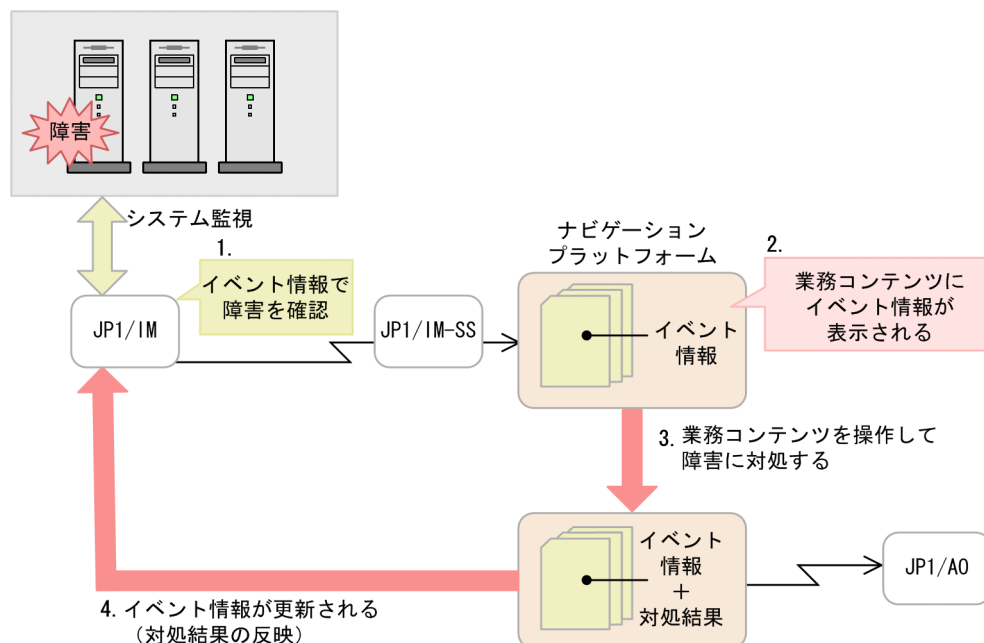 障害
システム監視
1.
イベント情報で
障害を確認
JP1/IM
JP1/IM-SS
ナビゲーション
プラットフォーム
イベント
情報
2.
業務コンテンツに
イベント情報が
表示される
3. 業務コンテンツを操作して
障害に対処する
イベント
情報
+
対処結果
JP1/AO
4. イベント情報が更新される
(対処結果の反映)